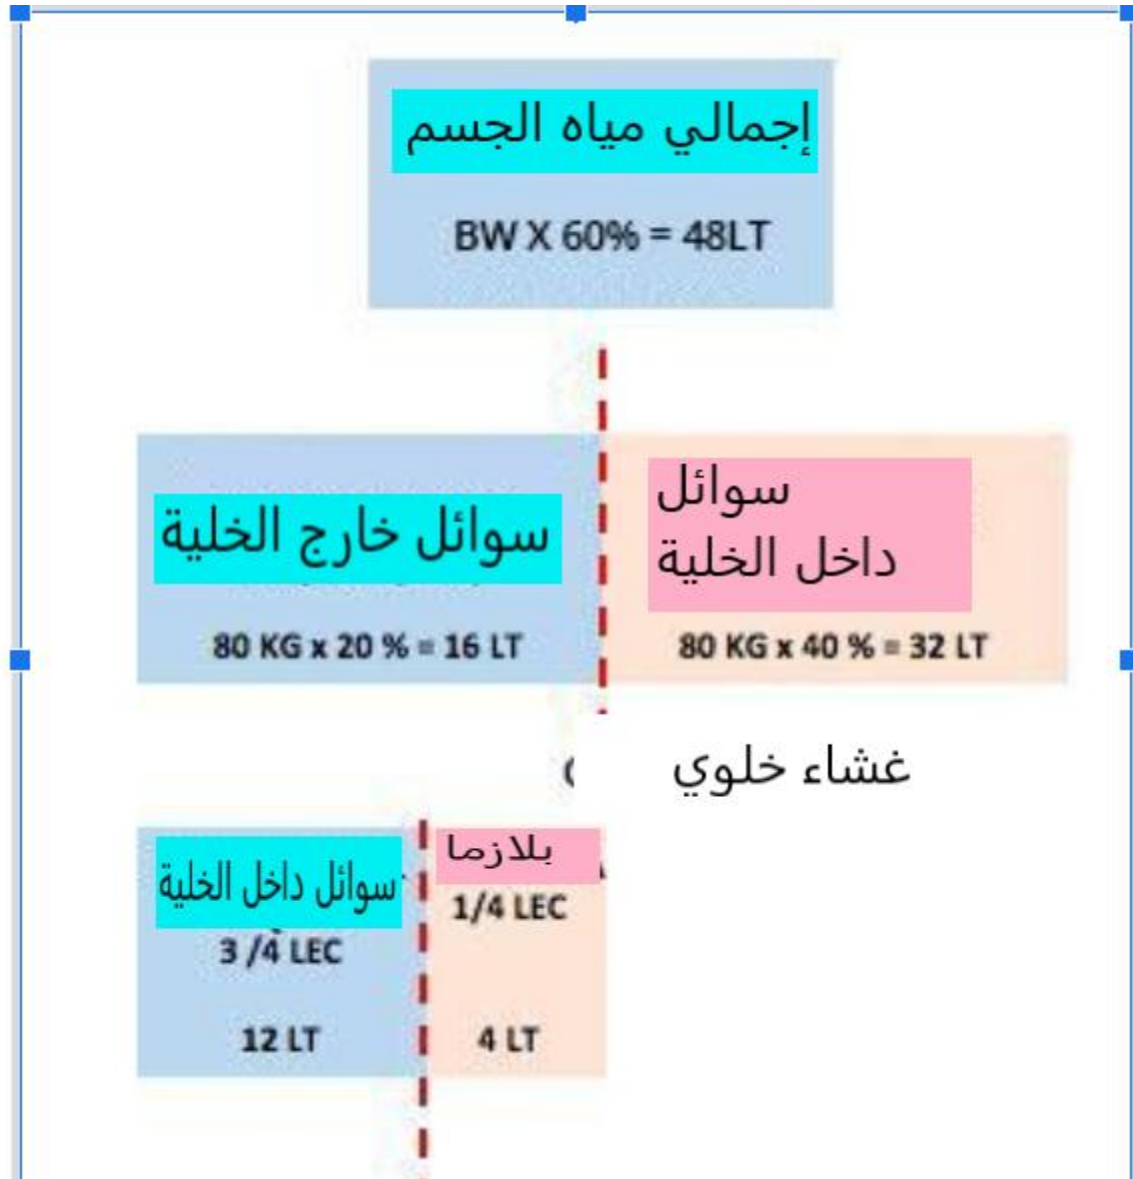 إجمالي مياه الجسم
BW X 60% = 48LT
سوائل خارج الخلية
80 KG x 20 % = 16 LT
سوائل
داخل الخلية
80 KG x 40 % = 32 LT
غشاء خلوي
سوائل داخل الخلية
3 /4 LEC
12 LT
بلازما
1/4 LEC
4 LT